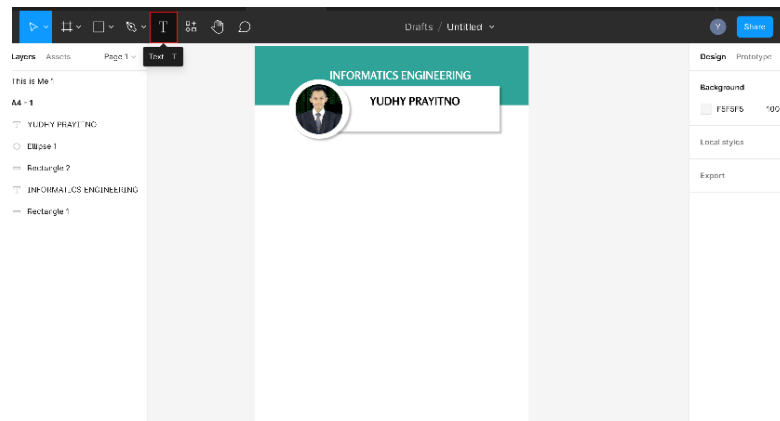 Drafts / Untitled
Y
Share
Layers Assets Page 1
Text T
Design Prototype
This is Me !!
A4 - 1
YUDHY PRAYITNO
Ellipse 1
Rectangle 2
INFORMATICS ENGINEERING
Rectangle 1
INFORMATICS ENGINEERING
YUDHY PRAYITNO
Background
F5F5F5 100
Local styles
Export